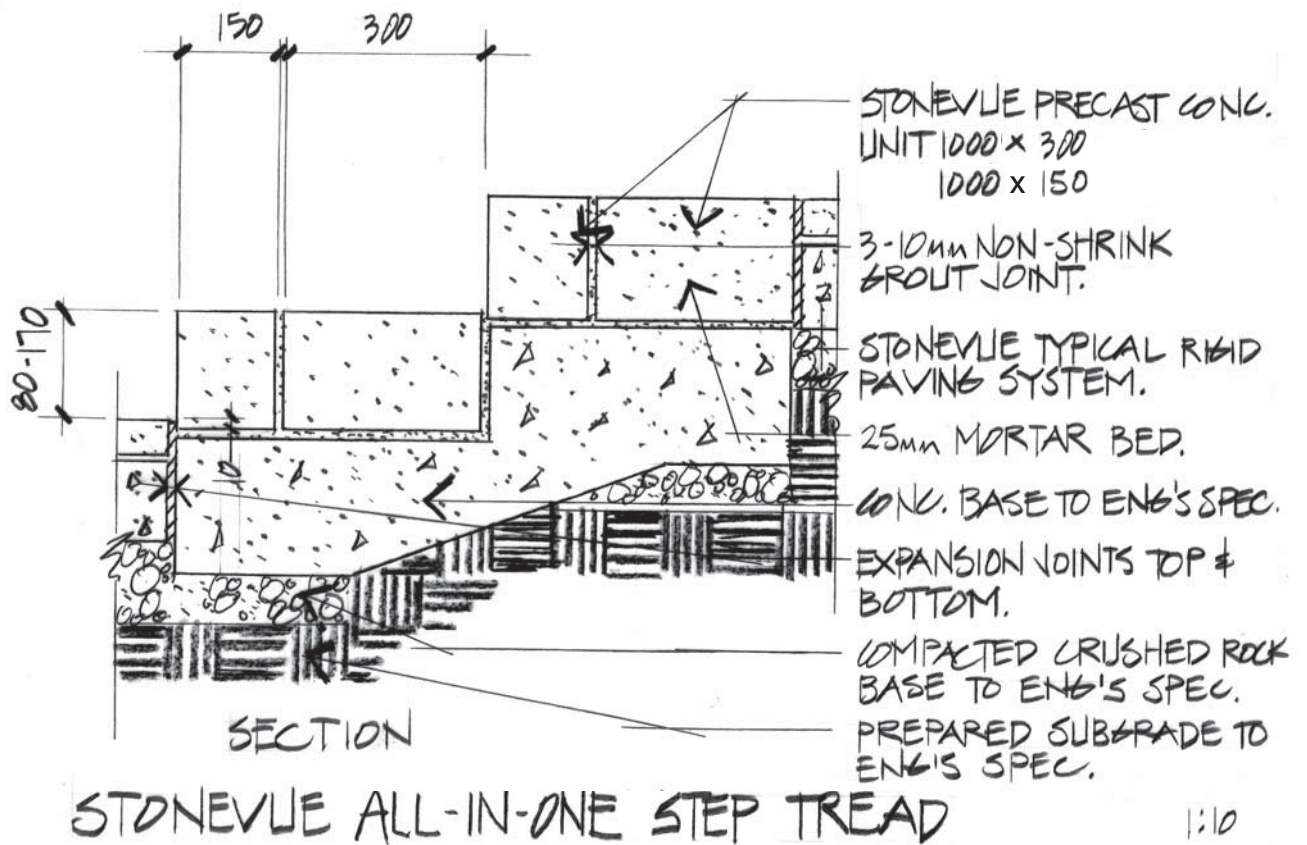 150 300
STONEVUE PRECAST CONC.
UNIT 1000 x 300
1000 x 150
3-10mm NON-SHRINK
GROUT JOINT.
80-170
STONEVUE TYPICAL RIGID
PAVING SYSTEM.
25mm MORTAR BED.
CONC. BASE TO ENG'S SPEC.
EXPANSION JOINTS TOP &
BOTTOM.
COMPACTED CRUSHED ROCK
BASE TO ENG'S SPEC.
PREPARED SUBGRADE TO
ENG'S SPEC.
SECTION
STONEVUE ALL-IN-ONE STEP TREAD 1:10